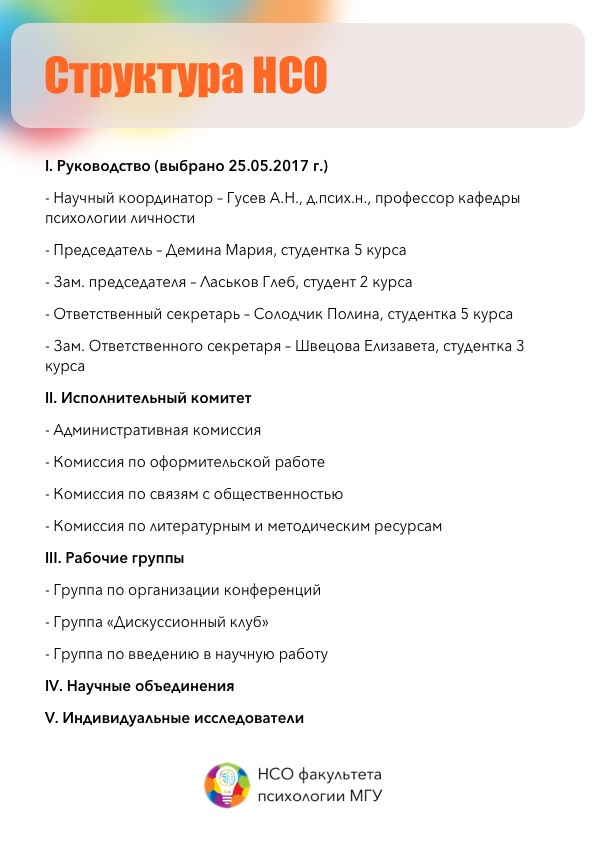 Структура НСО
I. Руководство (выбрано 25.05.2017 г.)
- Научный координатор – Гусев А.Н., д.псих.н., профессор кафедры
психологии личности
- Председатель – Демина Мария, студентка 5 курса
- Зам. председателя – Ласьков Глеб, студент 2 курса
- Ответственный секретарь – Солодчик Полина, студентка 5 курса
- Зам. Ответственного секретаря – Швецова Елизавета, студентка 3
курса
II. Исполнительный комитет
- Административная комиссия
- Комиссия по оформительской работе
- Комиссия по связям с общественностью
- Комиссия по литературным и методическим ресурсам
III. Рабочие группы
- Группа по организации конференций
- Группа «Дискуссионный клуб»
- Группа по введению в научную работу
IV. Научные объединения
V. Индивидуальные исследователи
НСО факультета
психологии МГУ